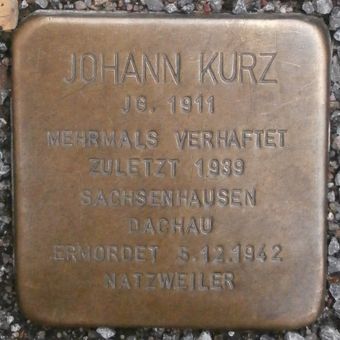 JOHANN KURZ
JG. 1911
MEHRMALS VERHAFTET
ZULETZT 1939
SACHSENHAUSEN
DACHAU
ERMORDET 5.12.1942
NATZWEILER